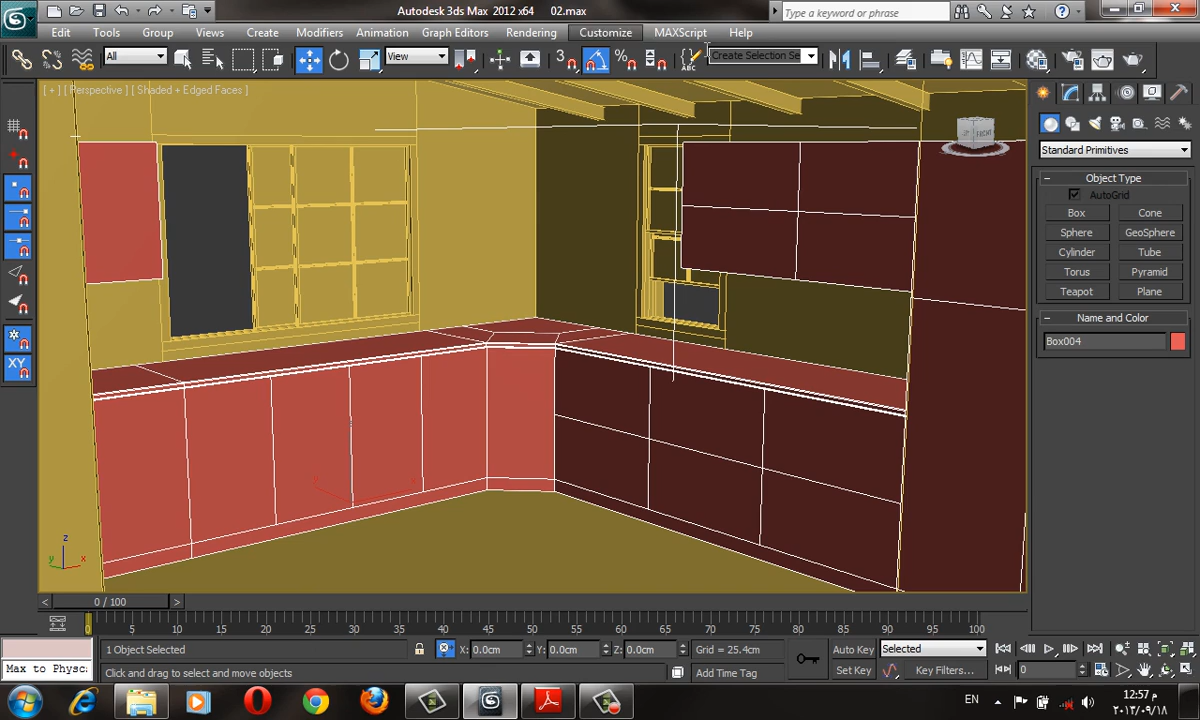 Autodesk 3ds Max 2012 x64 02.max
Type a keyword or phrase
Edit Tools Group Views Create Modifiers Animation Graph Editors Rendering Customize MAXScript Help
All View 3 % ABC Create Selection Se
[ + ] [ Perspective ] [ Shaded + Edged Faces ]
FRONT
Standard Primitives
Object Type
AutoGrid
Box Cone
Sphere GeoSphere
Cylinder Tube
Torus Pyramid
Teapot Plane
Name and Color
Box004
XY
z
y x
< 0 / 100 >
0 5 10 15 20 25 30 35 40 45 50 55 60 65 70 75 80 85 90 95 100
1 Object Selected X: 0.0cm Y: 0.0cm Z: 0.0cm Grid = 25.4cm Auto Key Selected
Max to Physc
Click and drag to select and move objects Add Time Tag Set Key Key Filters... 0
EN
12:57 م
٢٠١٣/٠٩/١٨